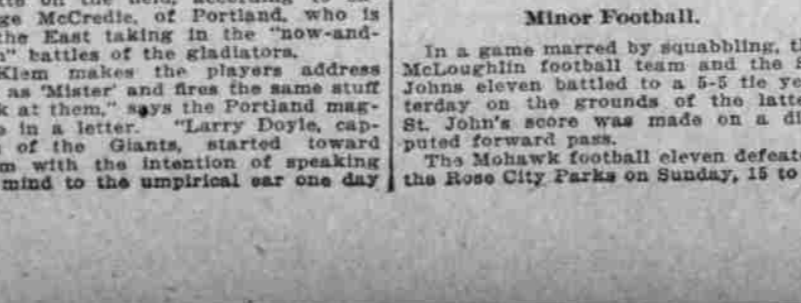 ge McCredie, of Portland, who is
the East taking in the "now-and-
" battles of the gladiators.
Klem makes the players address
as 'Mister' and fires the same stuff
k at them," says the Portland mag-
in a letter. "Larry Doyle, cap-
of the Giants, started toward
m with the intention of speaking
mind to the umpirical ear one day
Minor Football.
In a game marred by squabbling, t
McLoughlin football team and the S
Johns eleven battled to a 5-5 tie ye
terday on the grounds of the latte
St. John's score was made on a di
puted forward pass.
The Mohawk football eleven defeat
the Rose City Parks on Sunday, 15 to